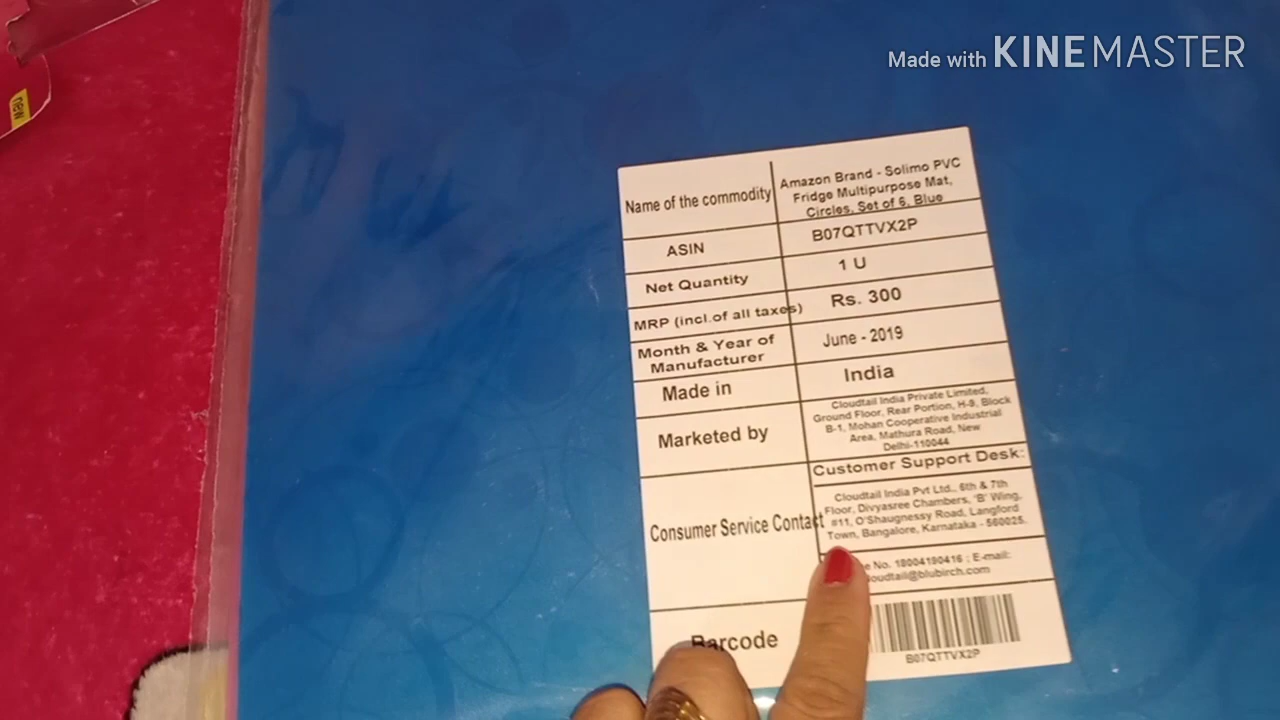 Made with KINEMASTER
new
Name of the commodity
Amazon Brand - Solimo PVC
Fridge Multipurpose Mat,
Circles, Set of 6, Blue
ASIN
B07QTTVX2P
Net Quantity
1 U
MRP (incl.of all taxes)
Rs. 300
Month & Year of
Manufacturer
June - 2019
Made in
India
Marketed by
Cloudtail India Private Limited,
Ground Floor, Rear Portion, H-9, Block
B-1, Mohan Cooperative Industrial
Area, Mathura Road, New
Delhi-110044
Consumer Service Contact
Customer Support Desk:
Cloudtail India Pvt Ltd., 6th & 7th
Floor, Divyasree Chambers, 'B' Wing,
#11, O'Shaugnessy Road, Langford
Town, Bangalore, Karnataka - 560025.
No. 18004190416 ; E-mail:
oudtail@blubirch.com
Barcode
B07QTTVX2P